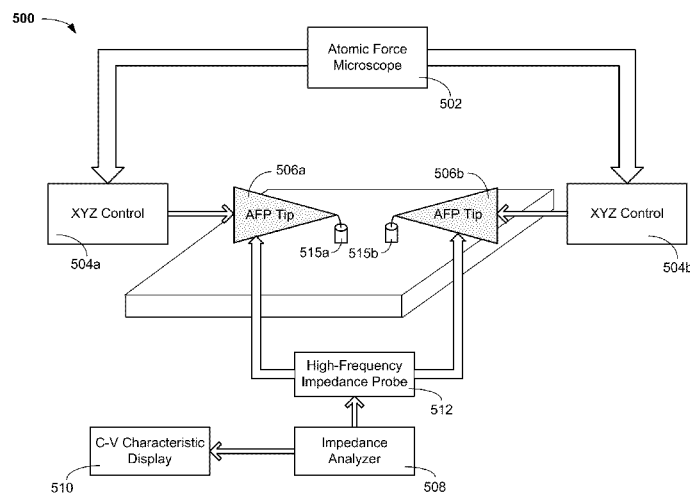 500
Atomic Force
Microscope
502
506a
506b
XYZ Control
AFP Tip
AFP Tip
XYZ Control
504a
515a
515b
504b
High-Frequency
Impedance Probe
512
C-V Characteristic
Display
Impedance
Analyzer
510
508